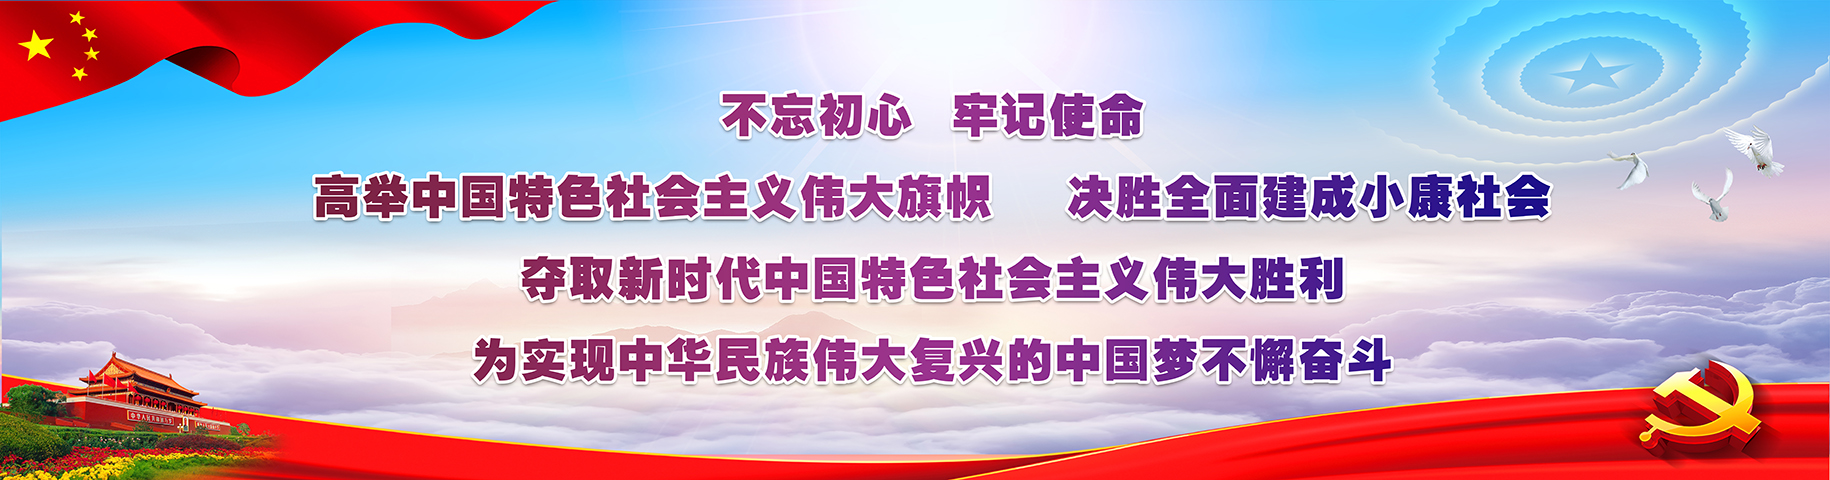 不忘初心 牢记使命
高举中国特色社会主义伟大旗帜 决胜全面建成小康社会
夺取新时代中国特色社会主义伟大胜利
为实现中华民族伟大复兴的中国梦不懈奋斗